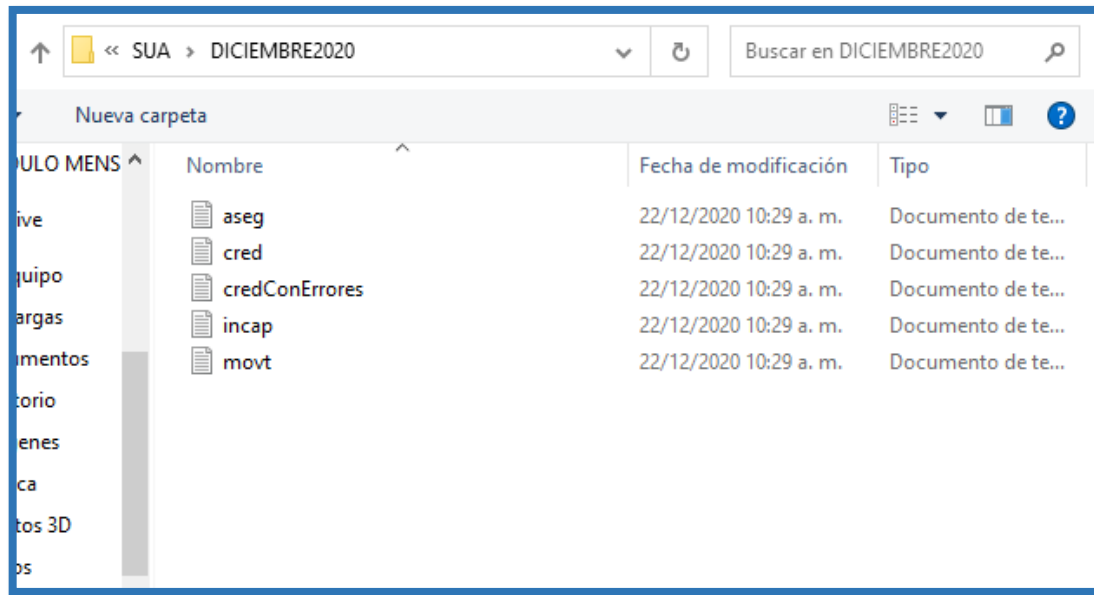 « SUA › DICIEMBRE2020
Buscar en DICIEMBRE2020
Nueva carpeta
ULO MENS
Nombre
Fecha de modificación
Tipo
aseg 22/12/2020 10:29 a. m. Documento de te...
cred 22/12/2020 10:29 a. m. Documento de te...
credConErrores 22/12/2020 10:29 a. m. Documento de te...
incap 22/12/2020 10:29 a. m. Documento de te...
movt 22/12/2020 10:29 a. m. Documento de te...
ive
quipo
argas
mentos
torio
enes
ca
tos 3D
os